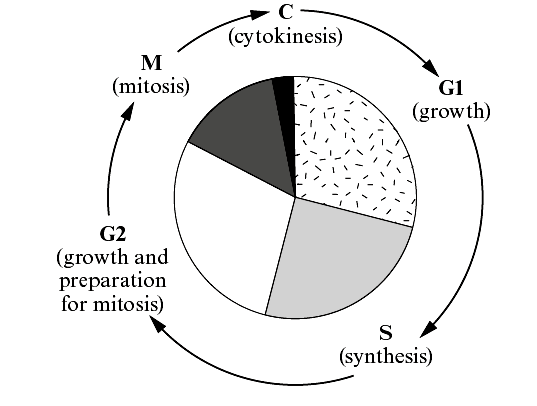 C
(cytokinesis)
M
(mitosis)
G1
(growth)
G2
(growth and
preparation
for mitosis)
S
(synthesis)